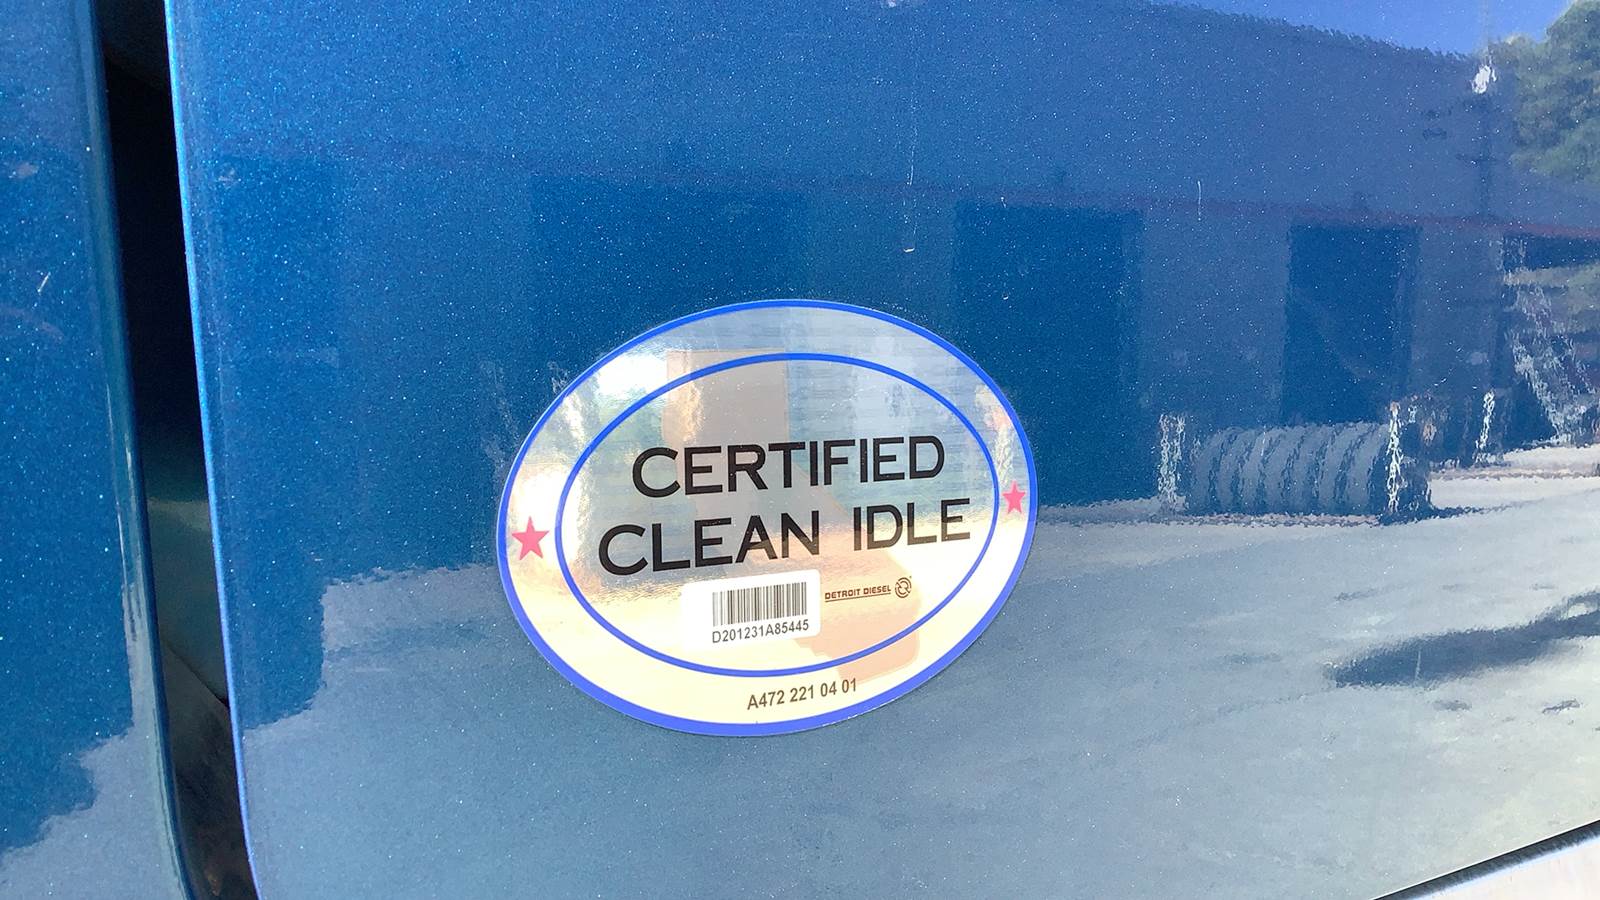 CERTIFIED
CLEAN IDLE
DETROIT DIESEL
D201231A85445
A472 221 04 01